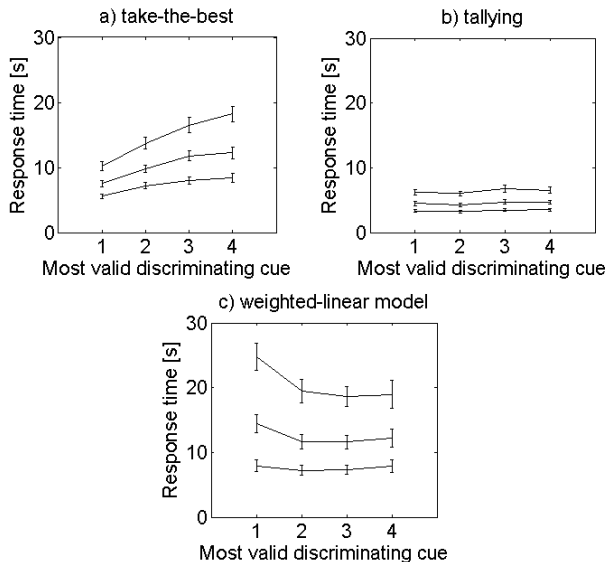 a) take-the-best
30
20
10
0
Response time [s]
1 2 3 4
Most valid discriminating cue
b) tallying
30
20
10
0
Response time [s]
1 2 3 4
Most valid discriminating cue
c) weighted-linear model
30
20
10
0
Response time [s]
1 2 3 4
Most valid discriminating cue